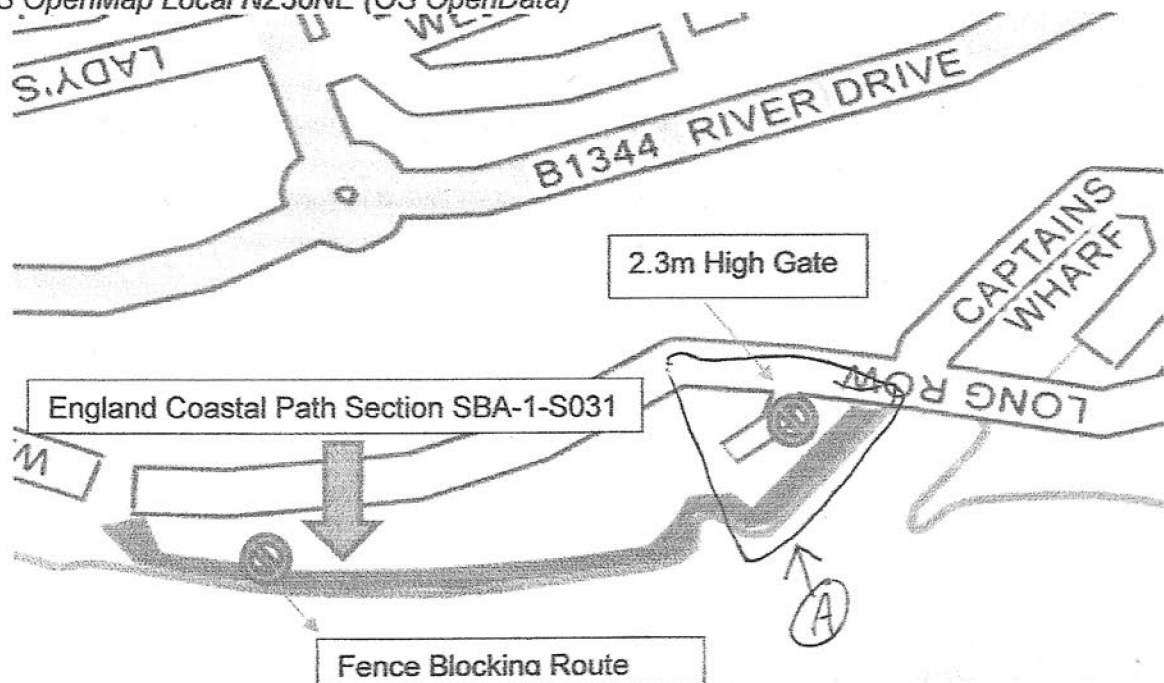 OpenMap Local NZ36NE (OS OpenData)
LADY'S
B1344 RIVER DRIVE
2.3m High Gate
CAPTAINS
WHARF
LONG ROW
England Coastal Path Section SBA-1-S031
W
A
Fence Blocking Route